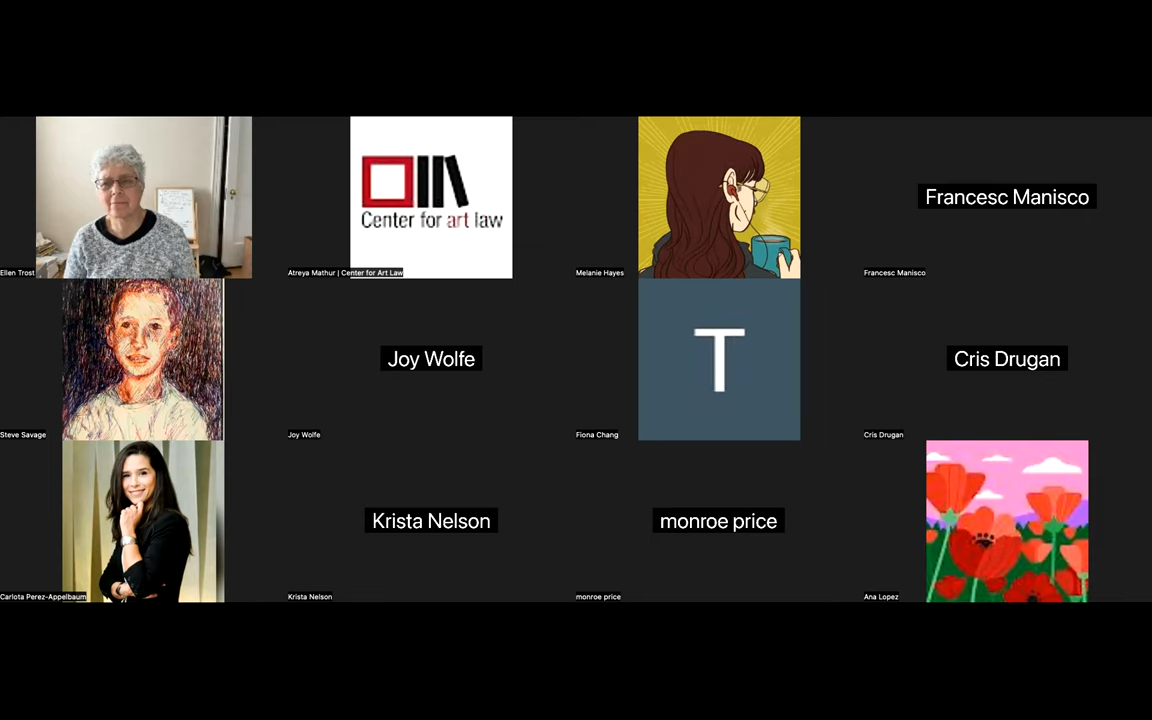 Ellen Trost
Center for art law
Atreya Mathur | Center for Art Law
Melanie Hayes
Francesc Manisco
Francesc Manisco
Steve Savage
Joy Wolfe
Joy Wolfe
T
Fiona Chang
Cris Drugan
Cris Drugan
Carlota Perez-Appelbaum
Krista Nelson
Krista Nelson
monroe price
monroe price
Ana Lopez